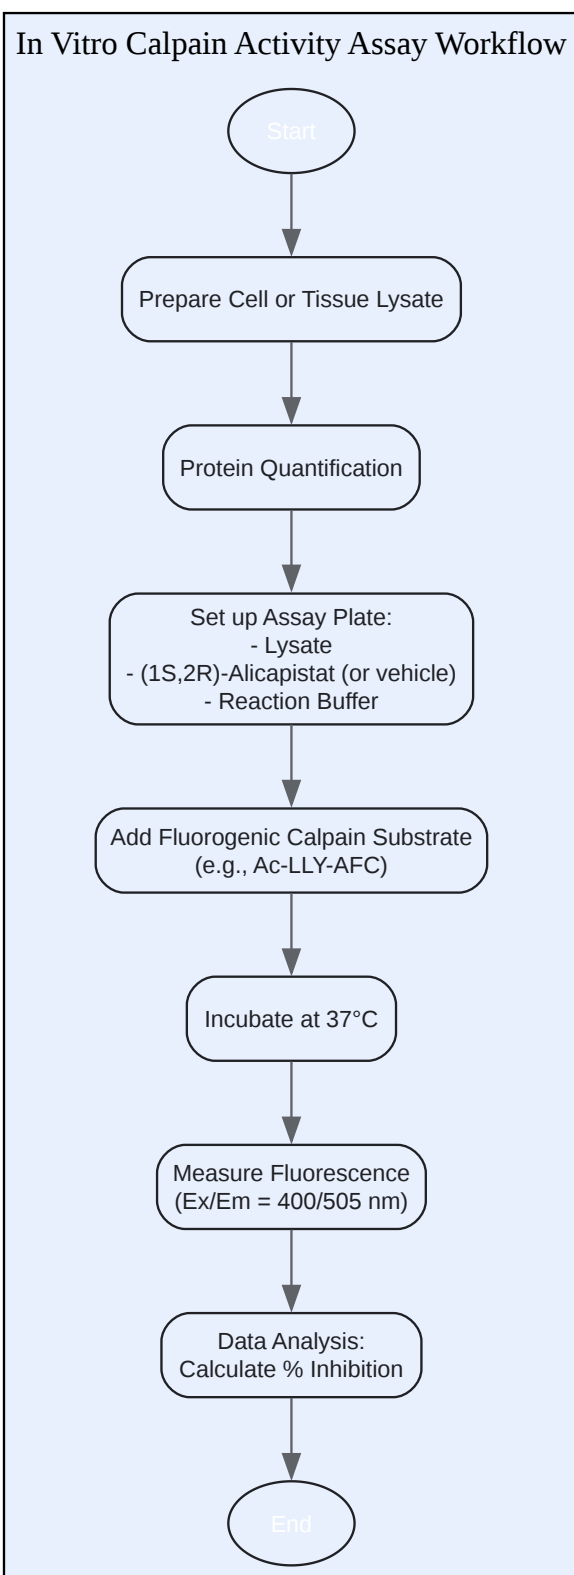 In Vitro Calpain Activity Assay Workflow
Start
Prepare Cell or Tissue Lysate
Protein Quantification
Set up Assay Plate:
- Lysate
- (1S,2R)-Alicapistat (or vehicle)
- Reaction Buffer
Add Fluorogenic Calpain Substrate
(e.g., Ac-LLY-AFC)
Incubate at 37°C
Measure Fluorescence
(Ex/Em = 400/505 nm)
Data Analysis:
Calculate % Inhibition
End